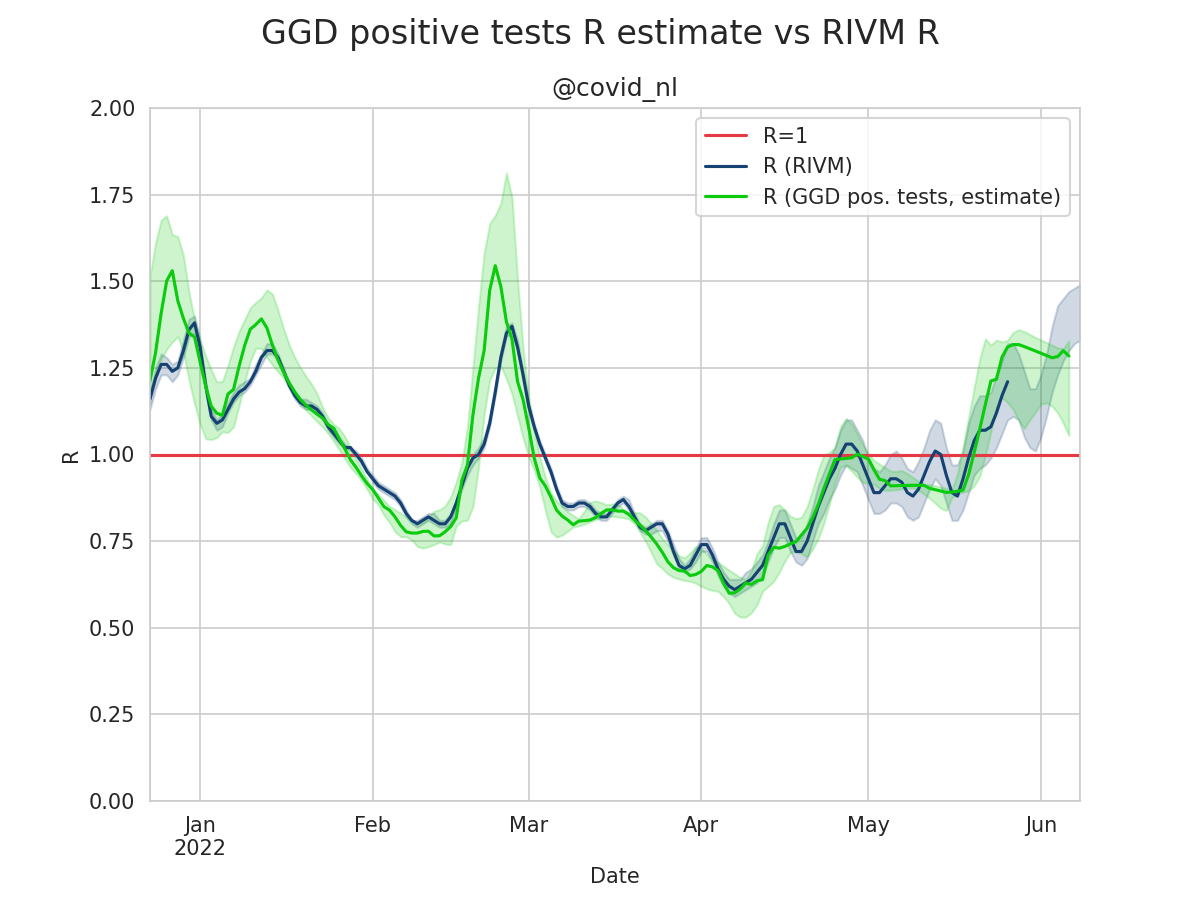 GGD positive tests R estimate vs RIVM R
@covid_nl
R=1
R (RIVM)
R (GGD pos. tests, estimate)
2.00
1.75
1.50
1.25
1.00
0.75
0.50
0.25
0.00
R
Jan Feb Mar Apr May Jun
2022
Date